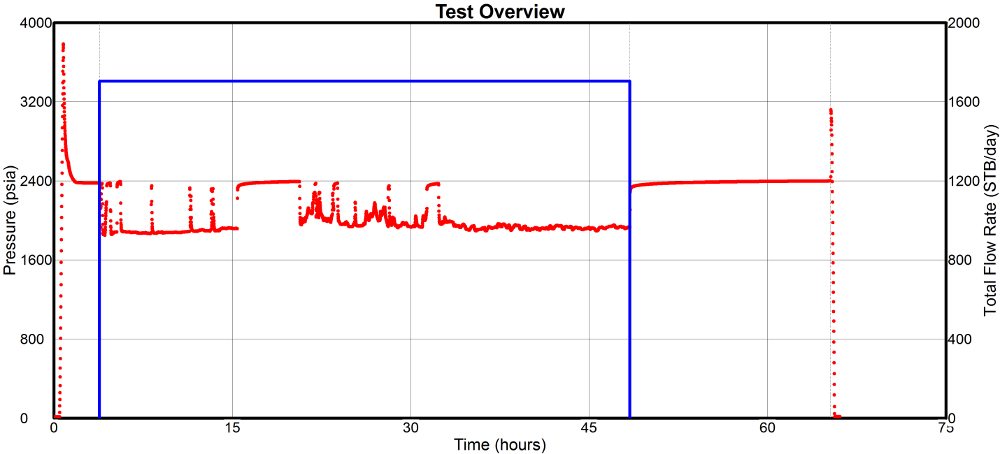 Test Overview
4000
3200
2400
1600
800
0
Pressure (psia)
2000
1600
1200
800
400
0
Total Flow Rate (STB/day)
0 15 30 45 60 75
Time (hours)